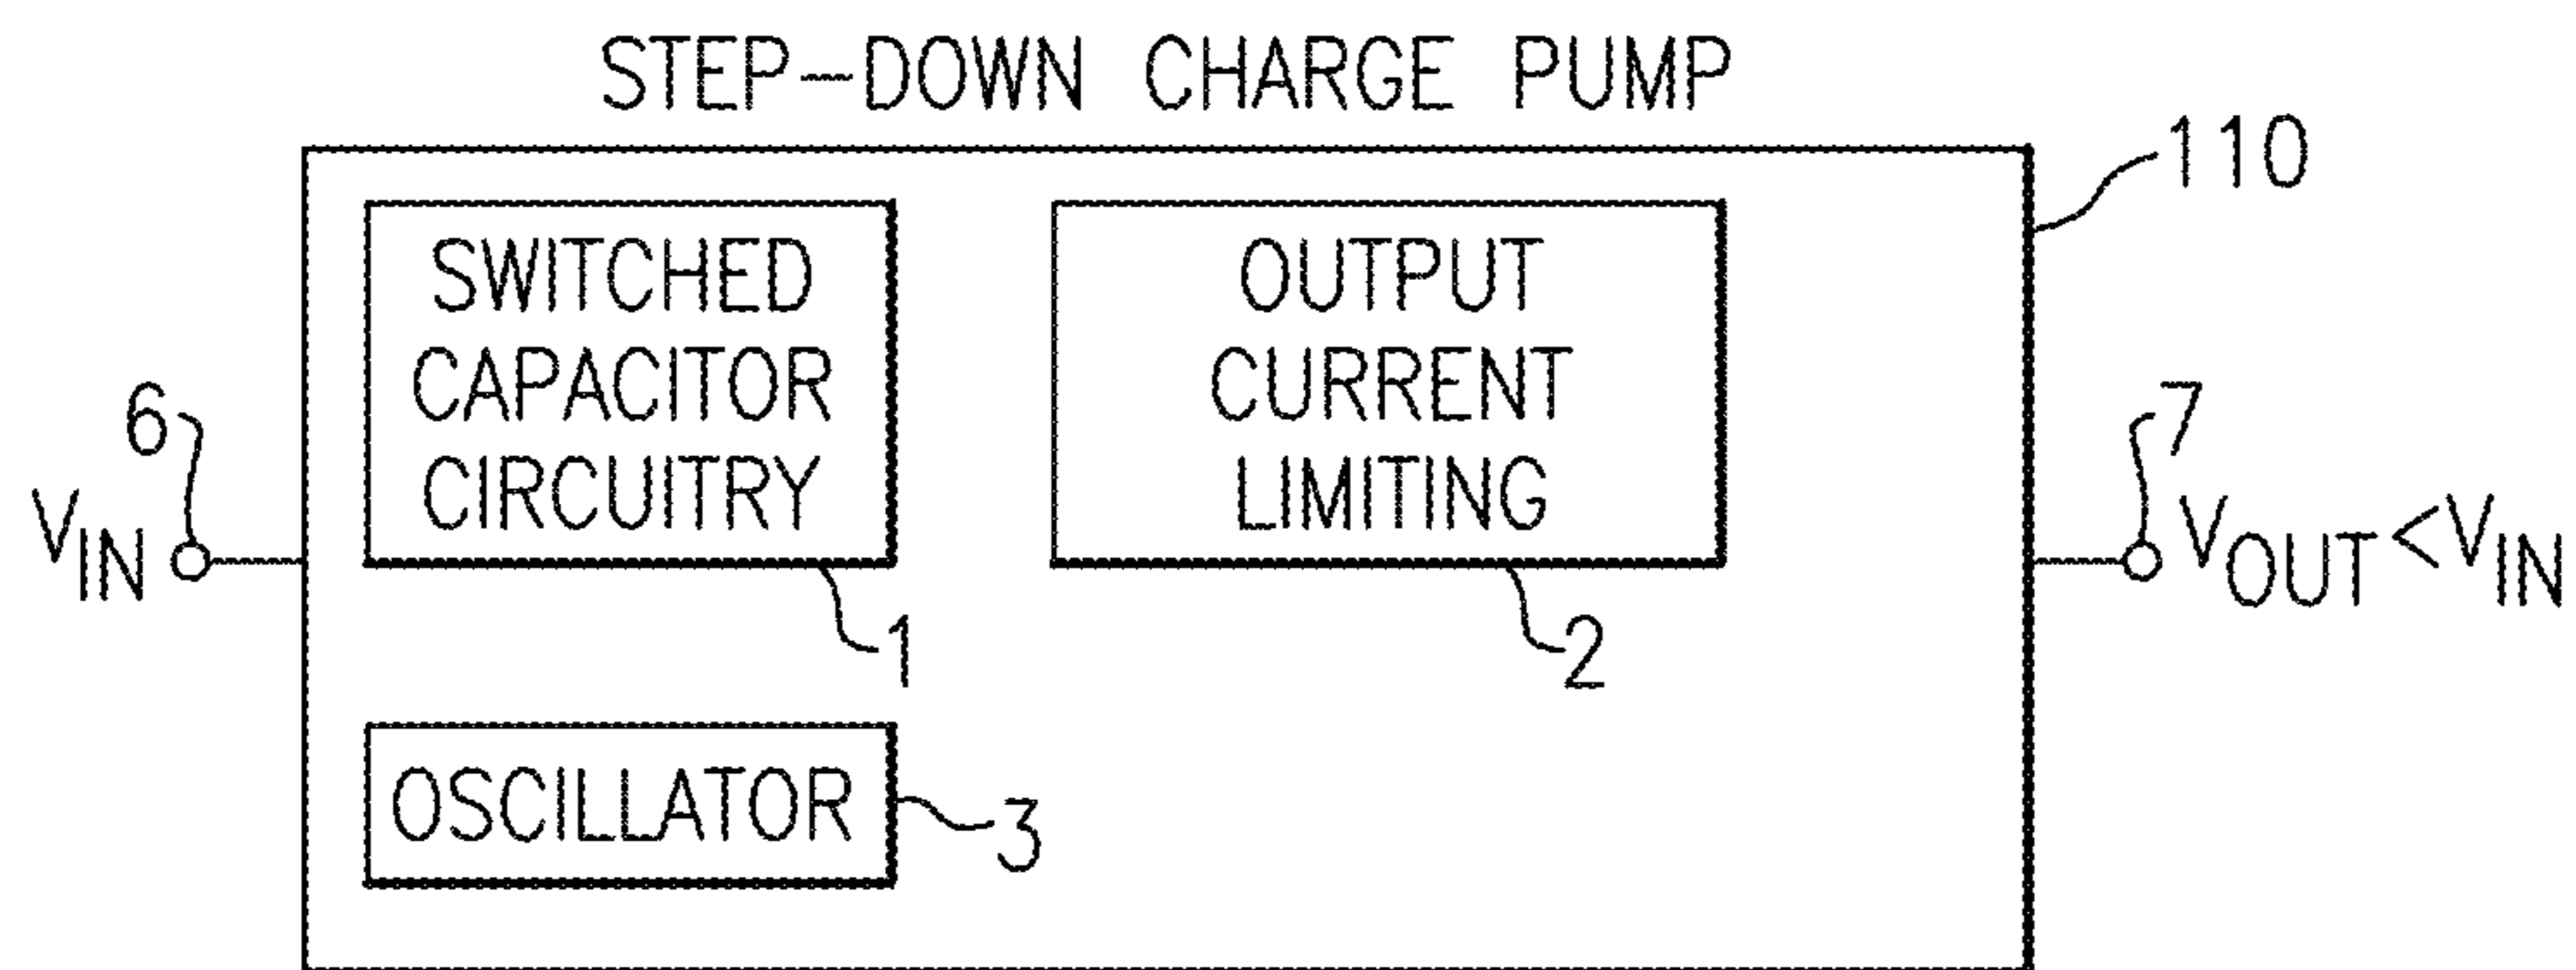 STEP-DOWN CHARGE PUMP
110
SWITCHED
CAPACITOR
CIRCUITRY
1
OUTPUT
CURRENT
LIMITING
2
6
VIN
7
VOUT<VIN
OSCILLATOR
3